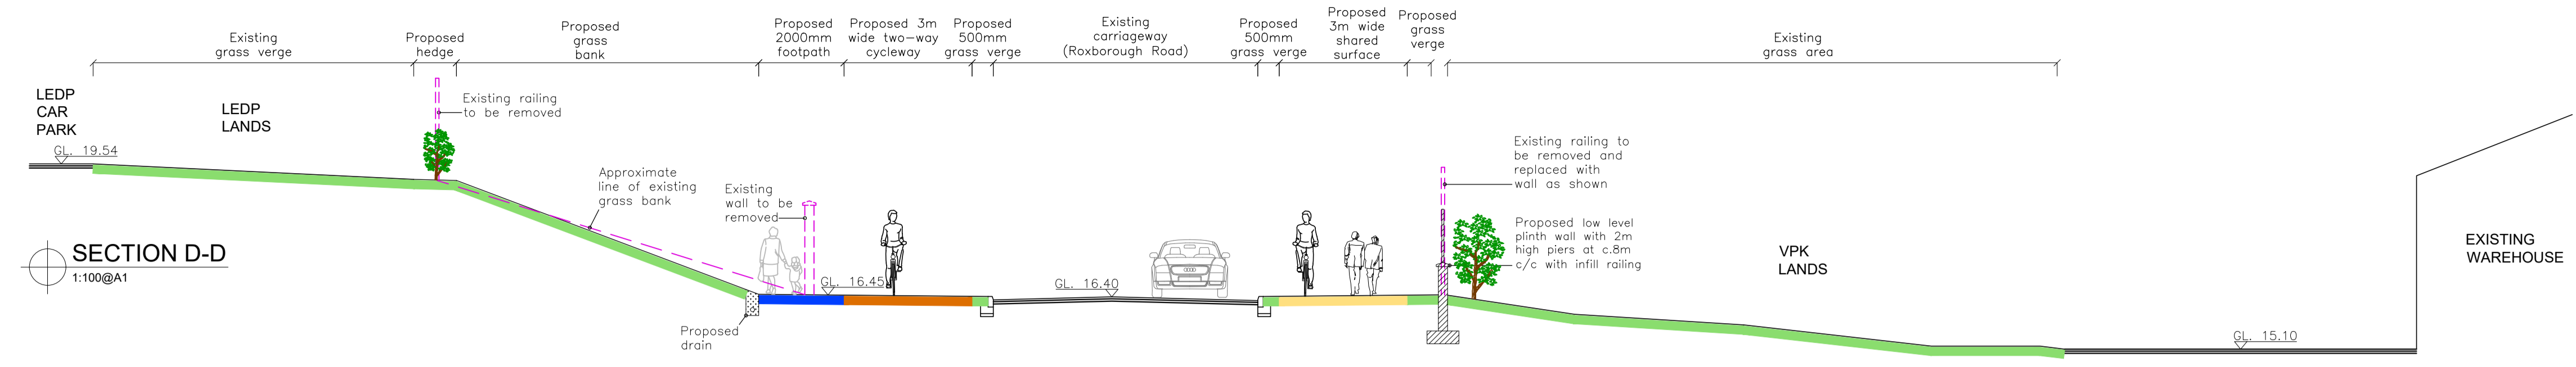 Existing
grass verge
Proposed
hedge
Proposed
grass
bank
Proposed
2000mm
footpath
Proposed 3m
wide two-way
cycleway
Proposed
500mm
grass verge
Existing
carriageway
(Roxborough Road)
Proposed
500mm
grass verge
Proposed
3m wide
shared
surface
Proposed
grass
verge
Existing
grass area
LEDP
CAR
PARK
LEDP
LANDS
Existing railing
to be removed
GL. 19.54
Approximate
line of existing
grass bank
Existing
wall to be
removed
Existing railing to
be removed and
replaced with
wall as shown
Proposed low level
plinth wall with 2m
high piers at c.8m
c/c with infill railing
VPK
LANDS
EXISTING
WAREHOUSE
SECTION D-D
1:100@A1
GL. 16.45
GL. 16.40
Proposed
drain
GL. 15.10